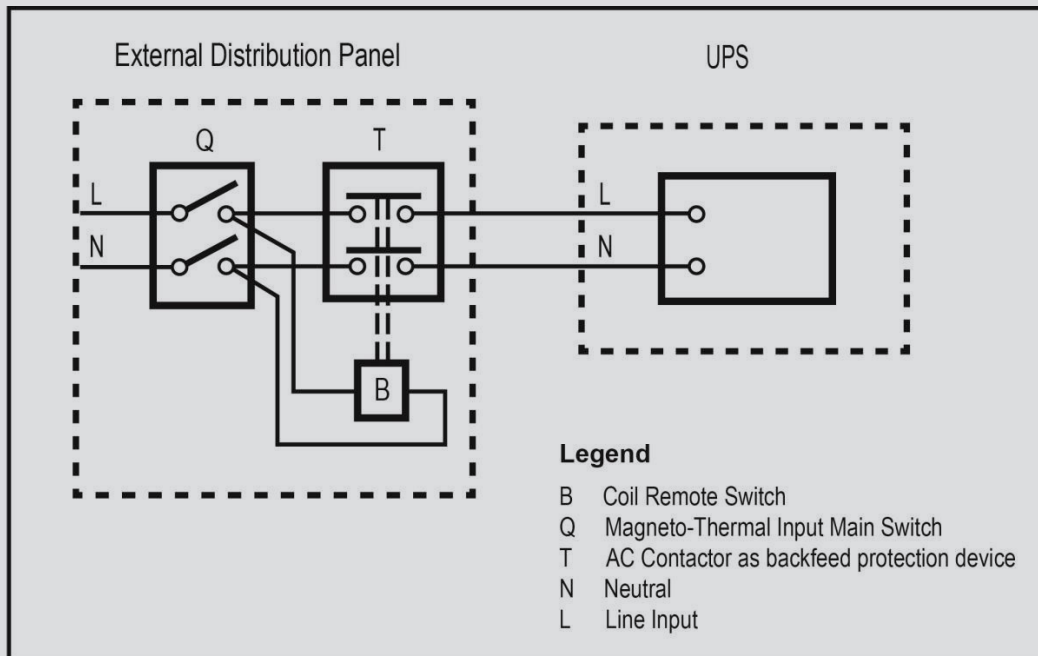 External Distribution Panel
UPS
Q
T
L
N
L
N
B
Legend
B Coil Remote Switch
Q Magneto-Thermal Input Main Switch
T AC Contactor as backfeed protection device
N Neutral
L Line Input